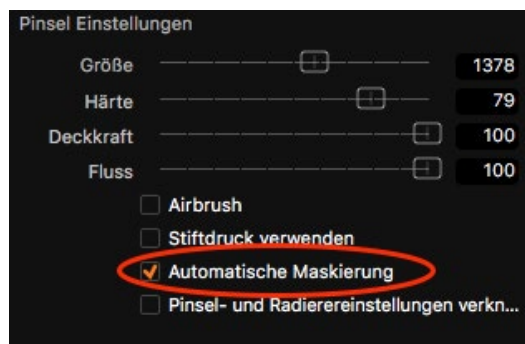 Pinsel Einstellungen
Größe 1378
Härte 79
Deckkraft 100
Fluss 100
Airbrush
Stiftdruck verwenden
Automatische Maskierung
Pinsel- und Radierereinstellungen verkn...